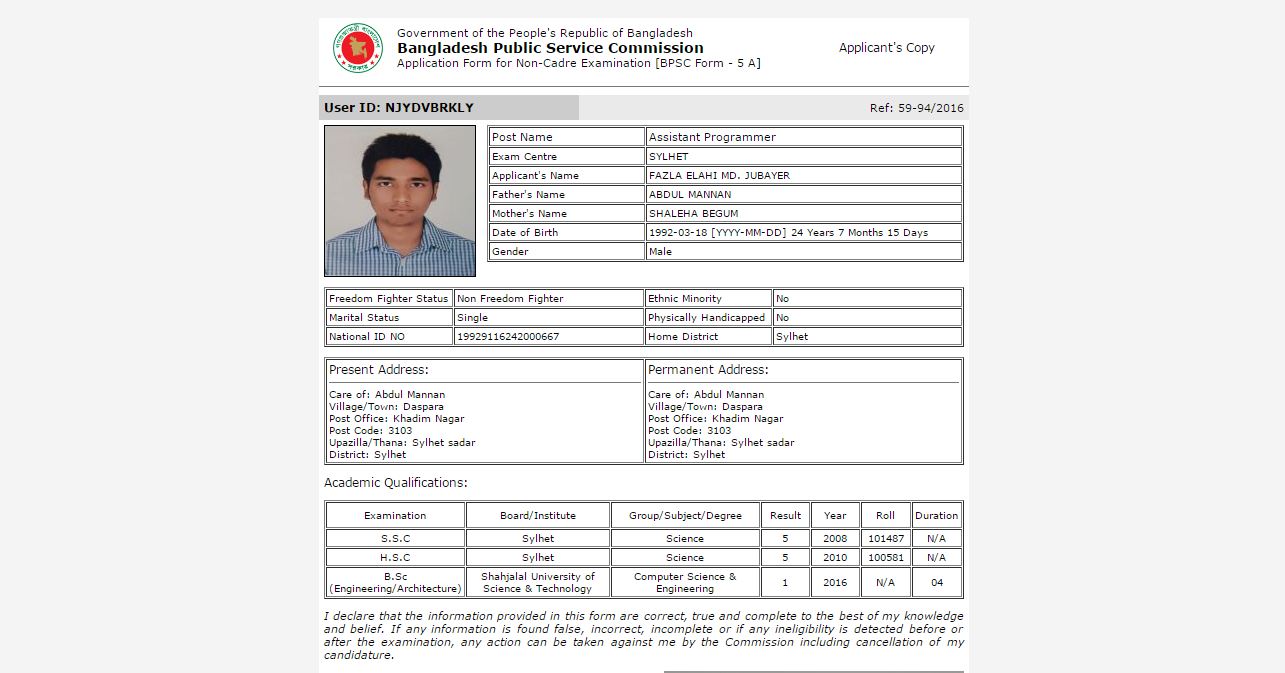 Government of the People's Republic of Bangladesh
Bangladesh Public Service Commission
Application Form for Non-Cadre Examination [BPSC Form - 5 A]
Applicant's Copy
User ID: NJYDVBRKLY
Ref: 59-94/2016
Post Name Assistant Programmer
Exam Centre SYLHET
Applicant's Name FAZLA ELAHI MD. JUBAYER
Father's Name ABDUL MANNAN
Mother's Name SHALEHA BEGUM
Date of Birth 1992-03-18 [YYYY-MM-DD] 24 Years 7 Months 15 Days
Gender Male
Freedom Fighter Status Non Freedom Fighter Ethnic Minority No
Marital Status Single Physically Handicapped No
National ID NO 19929116242000667 Home District Sylhet
Present Address:
Care of: Abdul Mannan
Village/Town: Daspara
Post Office: Khadim Nagar
Post Code: 3103
Upazilla/Thana: Sylhet sadar
District: Sylhet
Permanent Address:
Care of: Abdul Mannan
Village/Town: Daspara
Post Office: Khadim Nagar
Post Code: 3103
Upazilla/Thana: Sylhet sadar
District: Sylhet
Academic Qualifications:
Examination Board/Institute Group/Subject/Degree Result Year Roll Duration
S.S.C Sylhet Science 5 2008 101487 N/A
H.S.C Sylhet Science 5 2010 100581 N/A
B.Sc (Engineering/Architecture) Shahjalal University of Science & Technology Computer Science & Engineering 1 2016 N/A 04
I declare that the information provided in this form are correct, true and complete to the best of my knowledge
and belief. If any information is found false, incorrect, incomplete or if any ineligibility is detected before or
after the examination, any action can be taken against me by the Commission including cancellation of my
candidature.